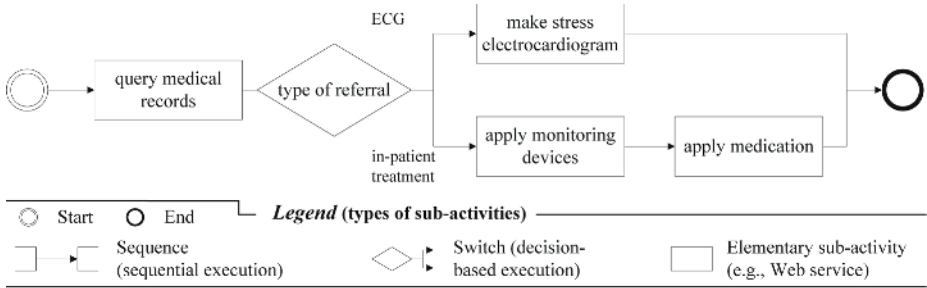 ECG
make stress
electrocardiogram
query medical
records
type of referral
in-patient
treatment
apply monitoring
devices
apply medication
Start
End
Legend (types of sub-activities)
Sequence
(sequential execution)
Switch (decision-
based execution)
Elementary sub-activity
(e.g., Web service)